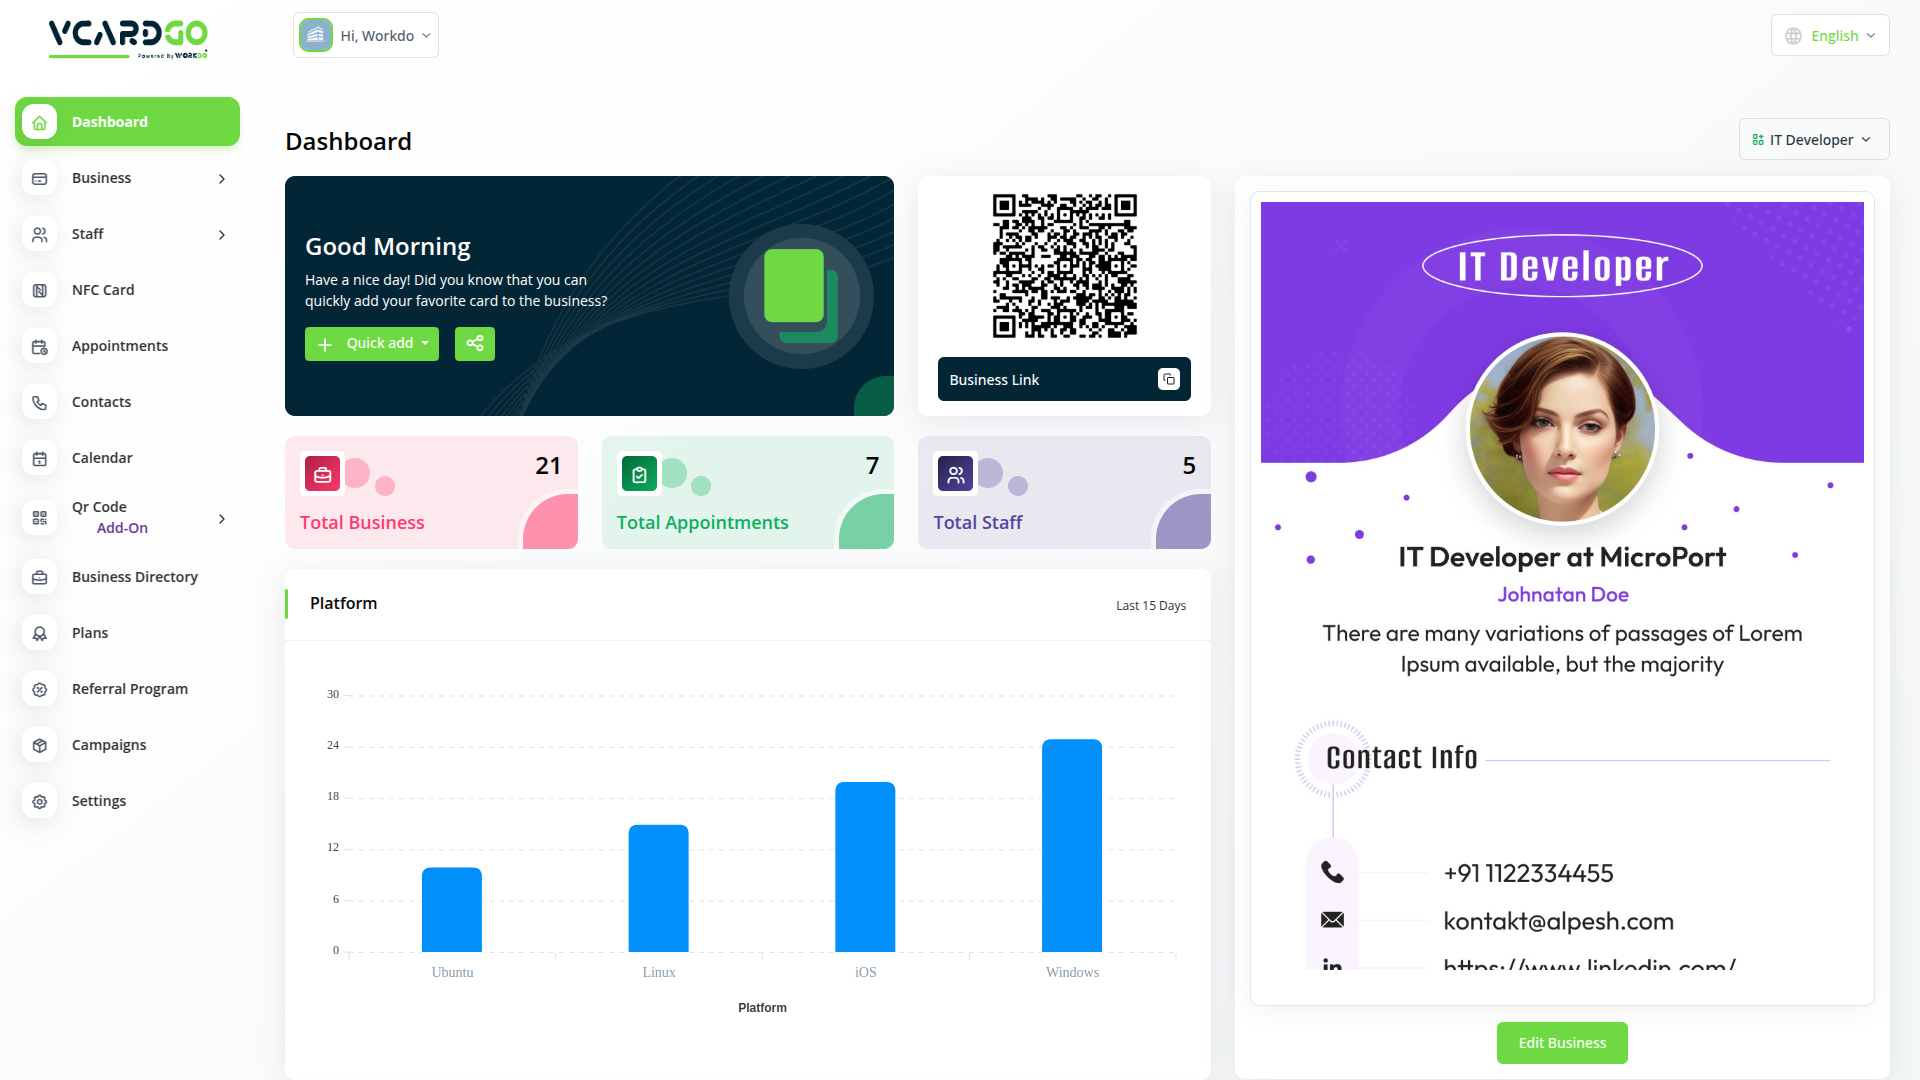 VCARDGO
Powered by WORKDO
Hi, Workdo
English
Dashboard
Business
Staff
NFC Card
Appointments
Contacts
Calendar
Qr Code
Add-On
Business Directory
Plans
Referral Program
Campaigns
Settings
Dashboard
IT Developer
Good Morning
Have a nice day! Did you know that you can
quickly add your favorite card to the business?
Quick add
Business Link
21
Total Business
7
Total Appointments
5
Total Staff
Platform
Last 15 Days
30
24
18
12
6
0
Ubuntu
Linux
iOS
Windows
Platform
IT Developer
IT Developer at MicroPort
Johnatan Doe
There are many variations of passages of Lorem
Ipsum available, but the majority
Contact Info
+91 1122334455
kontakt@alpesh.com
https://www.linkedin.com/
Edit Business